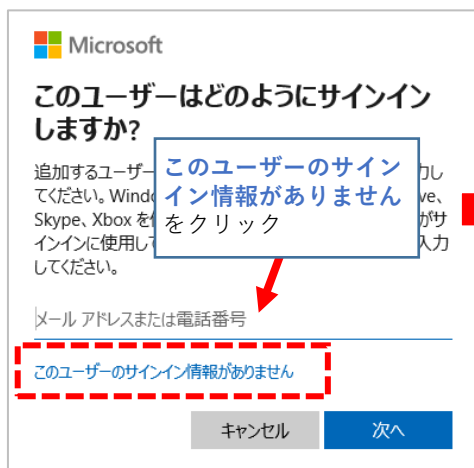 Microsoft
このユーザーはどのようにサインイン
しますか?
追加するユーザー
てください。Windo
Skype、Xbox を
インインに使用して
してください。
このユーザーのサイン
イン情報がありません
をクリック
力し
ve、
がサ
入力
メール アドレスまたは電話番号
このユーザーのサインイン情報がありません
キャンセル
次へ